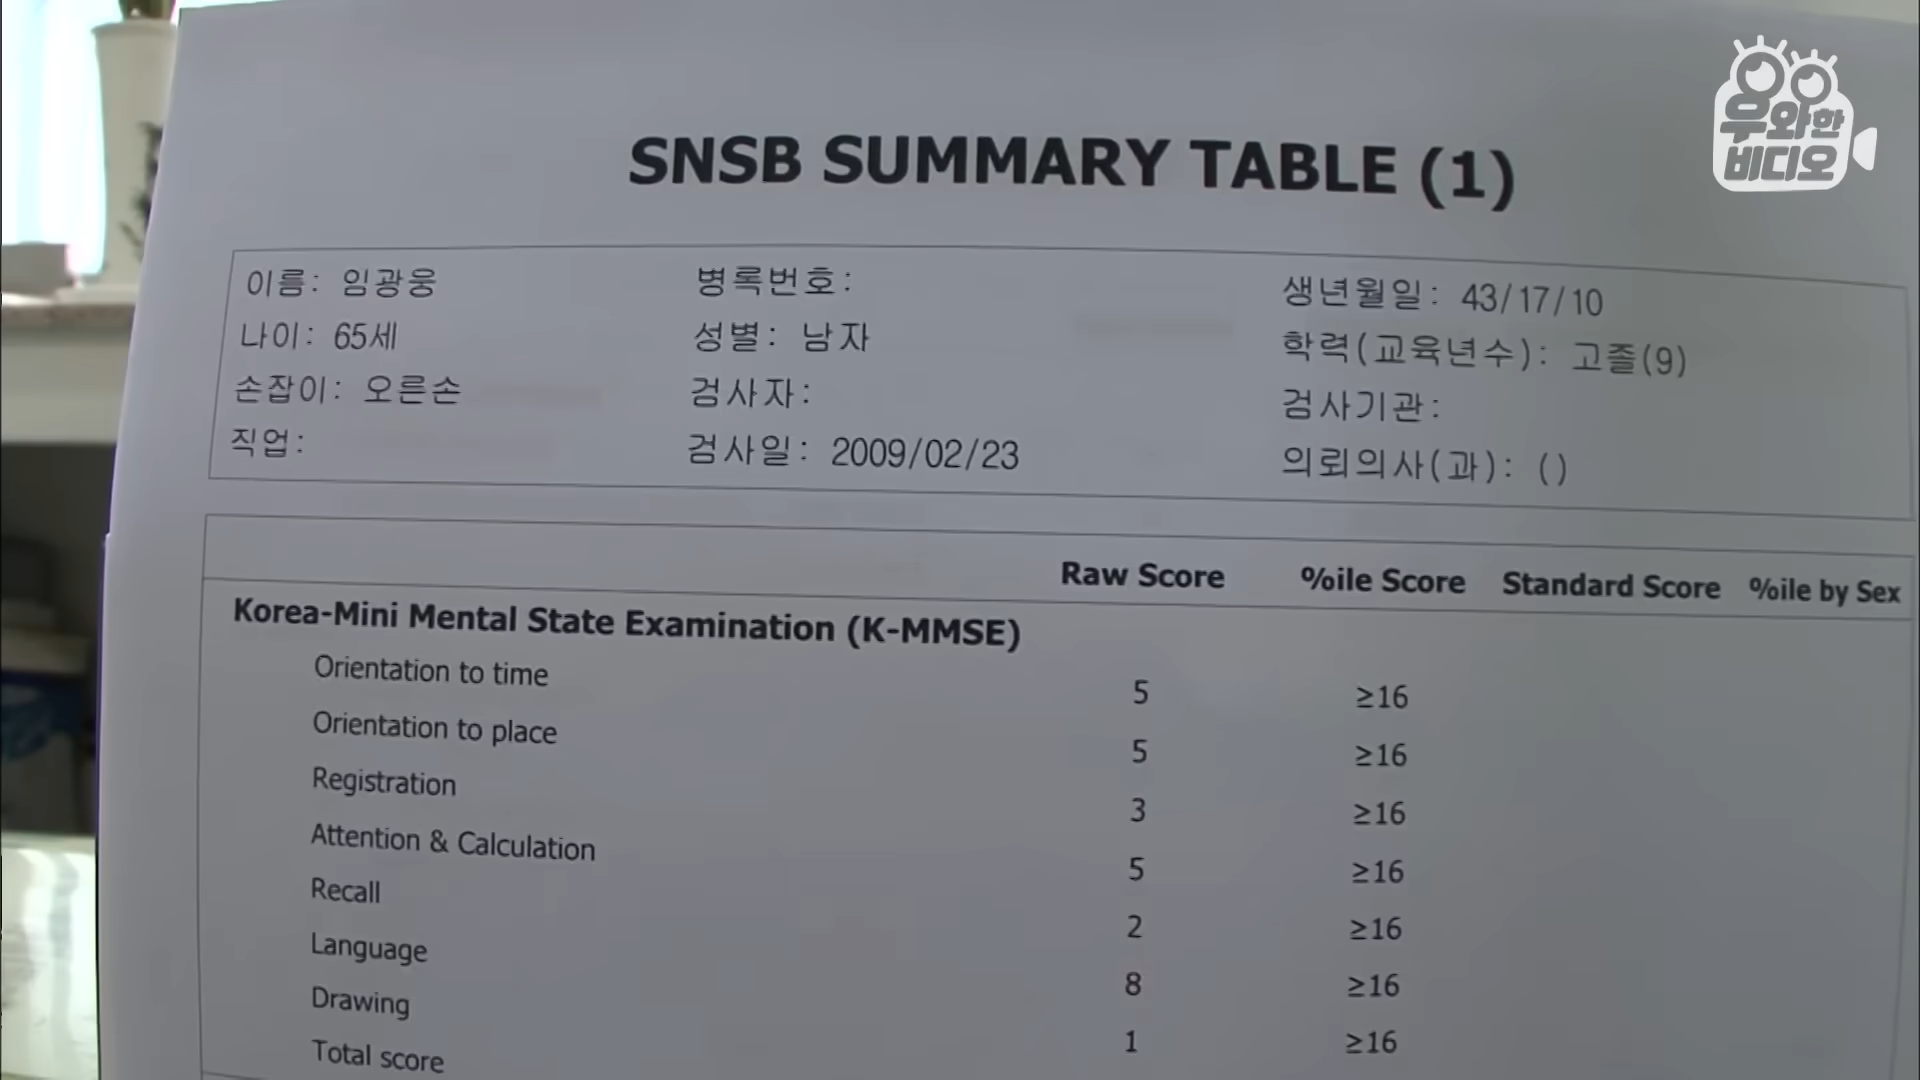 우와한
비디오
SNSB SUMMARY TABLE (1)
이름: 임광웅 병록번호: 생년월일: 43/17/10
나이: 65세 성별: 남자 학력(교육년수): 고졸(9)
손잡이: 오른손 검사자: 검사기관:
직업: 검사일: 2009/02/23 의뢰의사(과): ()
Raw Score %ile Score Standard Score %ile by Sex
Korea-Mini Mental State Examination (K-MMSE)
Orientation to time 5 ≥16
Orientation to place 5 ≥16
Registration 3 ≥16
Attention & Calculation 5 ≥16
Recall 2 ≥16
Language 8 ≥16
Drawing 1 ≥16
Total score